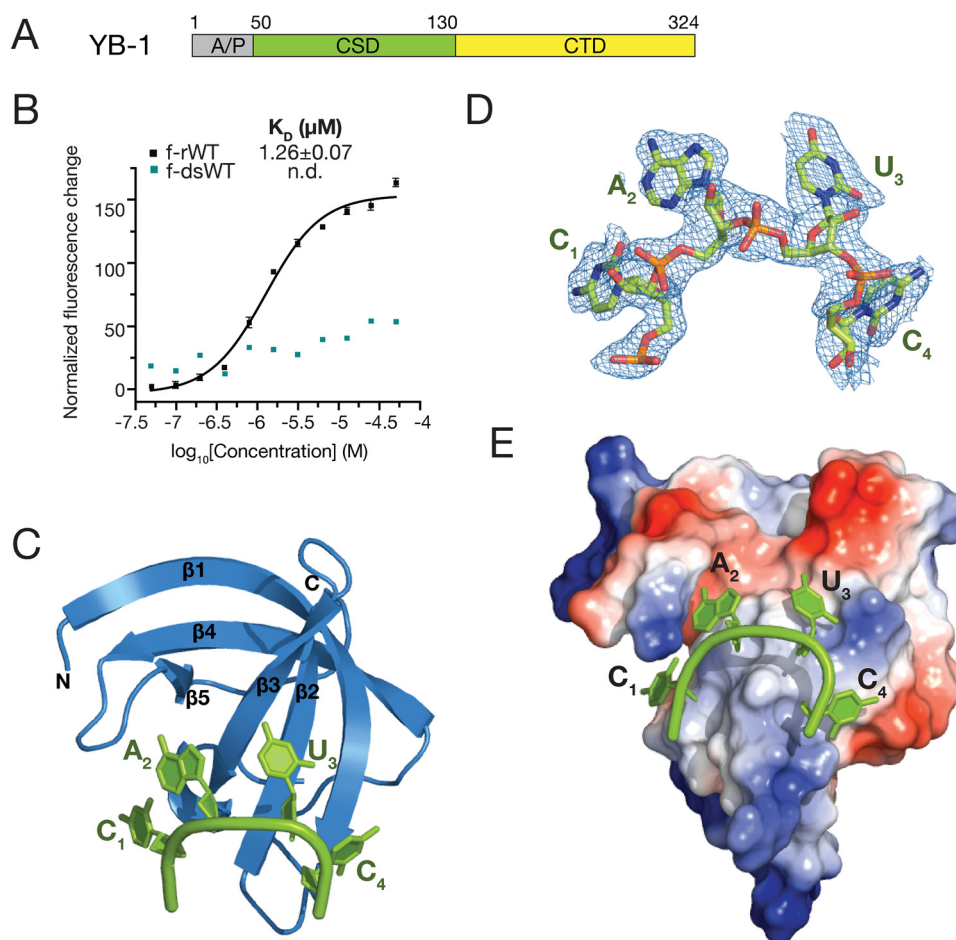 A
YB-1
1 50 130 324
A/P CSD CTD
B
K_D (μM)
f-rWT 1.26±0.07
f-dsWT n.d.
Normalized fluorescence change
150
100
50
0
-7.5 -7 -6.5 -6 -5.5 -5 -4.5 -4
log₁₀[Concentration] (M)
D
A₂
U₃
C₁
C₄
C
β1
C
β4
N
β5
β3
β2
A₂
U₃
C₁
C₄
E
A₂
U₃
C₁
C₄